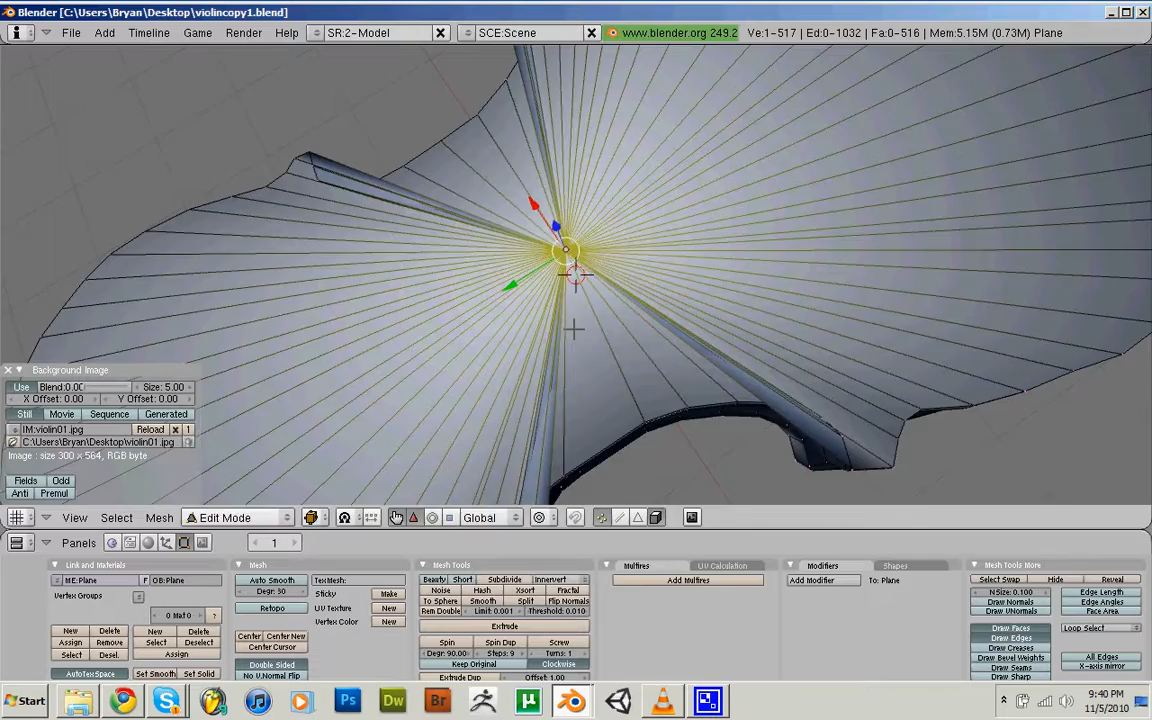 Blender [C:\Users\Bryan\Desktop\violincopy1.blend]
File Add Timeline Game Render Help SR:2-Model SCE:Scene www.blender.org 249.2 Ve:1-517 | Ed:0-1032 | Fa:0-516 | Mem:5.15M (0.73M) Plane
Background Image
Use Blend:0.00 Size: 5.00
X Offset: 0.00 Y Offset: 0.00
Still Movie Sequence Generated
IM:violin01.jpg Reload 1
C:\Users\Bryan\Desktop\violin01.jpg
Image : size 300 x 564, RGB byte
Fields Odd
Anti Premul
View Select Mesh Edit Mode Global
Panels 1
Link and Materials Mesh Mesh Tools Multires UV Calculation Modifiers Shapes Mesh Tools More
ME:Plane F OB:Plane Auto Smooth TexMesh: Beauty Short Subdivide Innervert Add Multires Add Modifier To: Plane Select Swap Hide Reveal
Vertex Groups Degr: 30 Sticky Make Noise Hash Xsort Fractal NSize: 0.100 Edge Length
Retopo UV Texture New To Sphere Smooth Split Flip Normals Draw Normals Edge Angles
0 Mat 0 ? Vertex Color New Rem Double Limit: 0.001 Threshold: 0.010 Draw VNormals Face Area
New Delete New Delete Center Center New Extrude Draw Faces Loop Select
Assign Remove Select Deselect Center Cursor Spin Spin Dup Screw Draw Edges
Select Desel. Assign Degr: 90.00 Steps: 9 Turns: 1 Draw Creases
AutoTexSpace Set Smooth Set Solid Double Sided Keep Original Clockwise Draw Bevel Weights All Edges
No V.Normal Flip Extrude Dup Offset: 1.00 Draw Seams X-axis mirror
Draw Sharp
Start Ps Dw Br 9:40 PM
11/5/2010